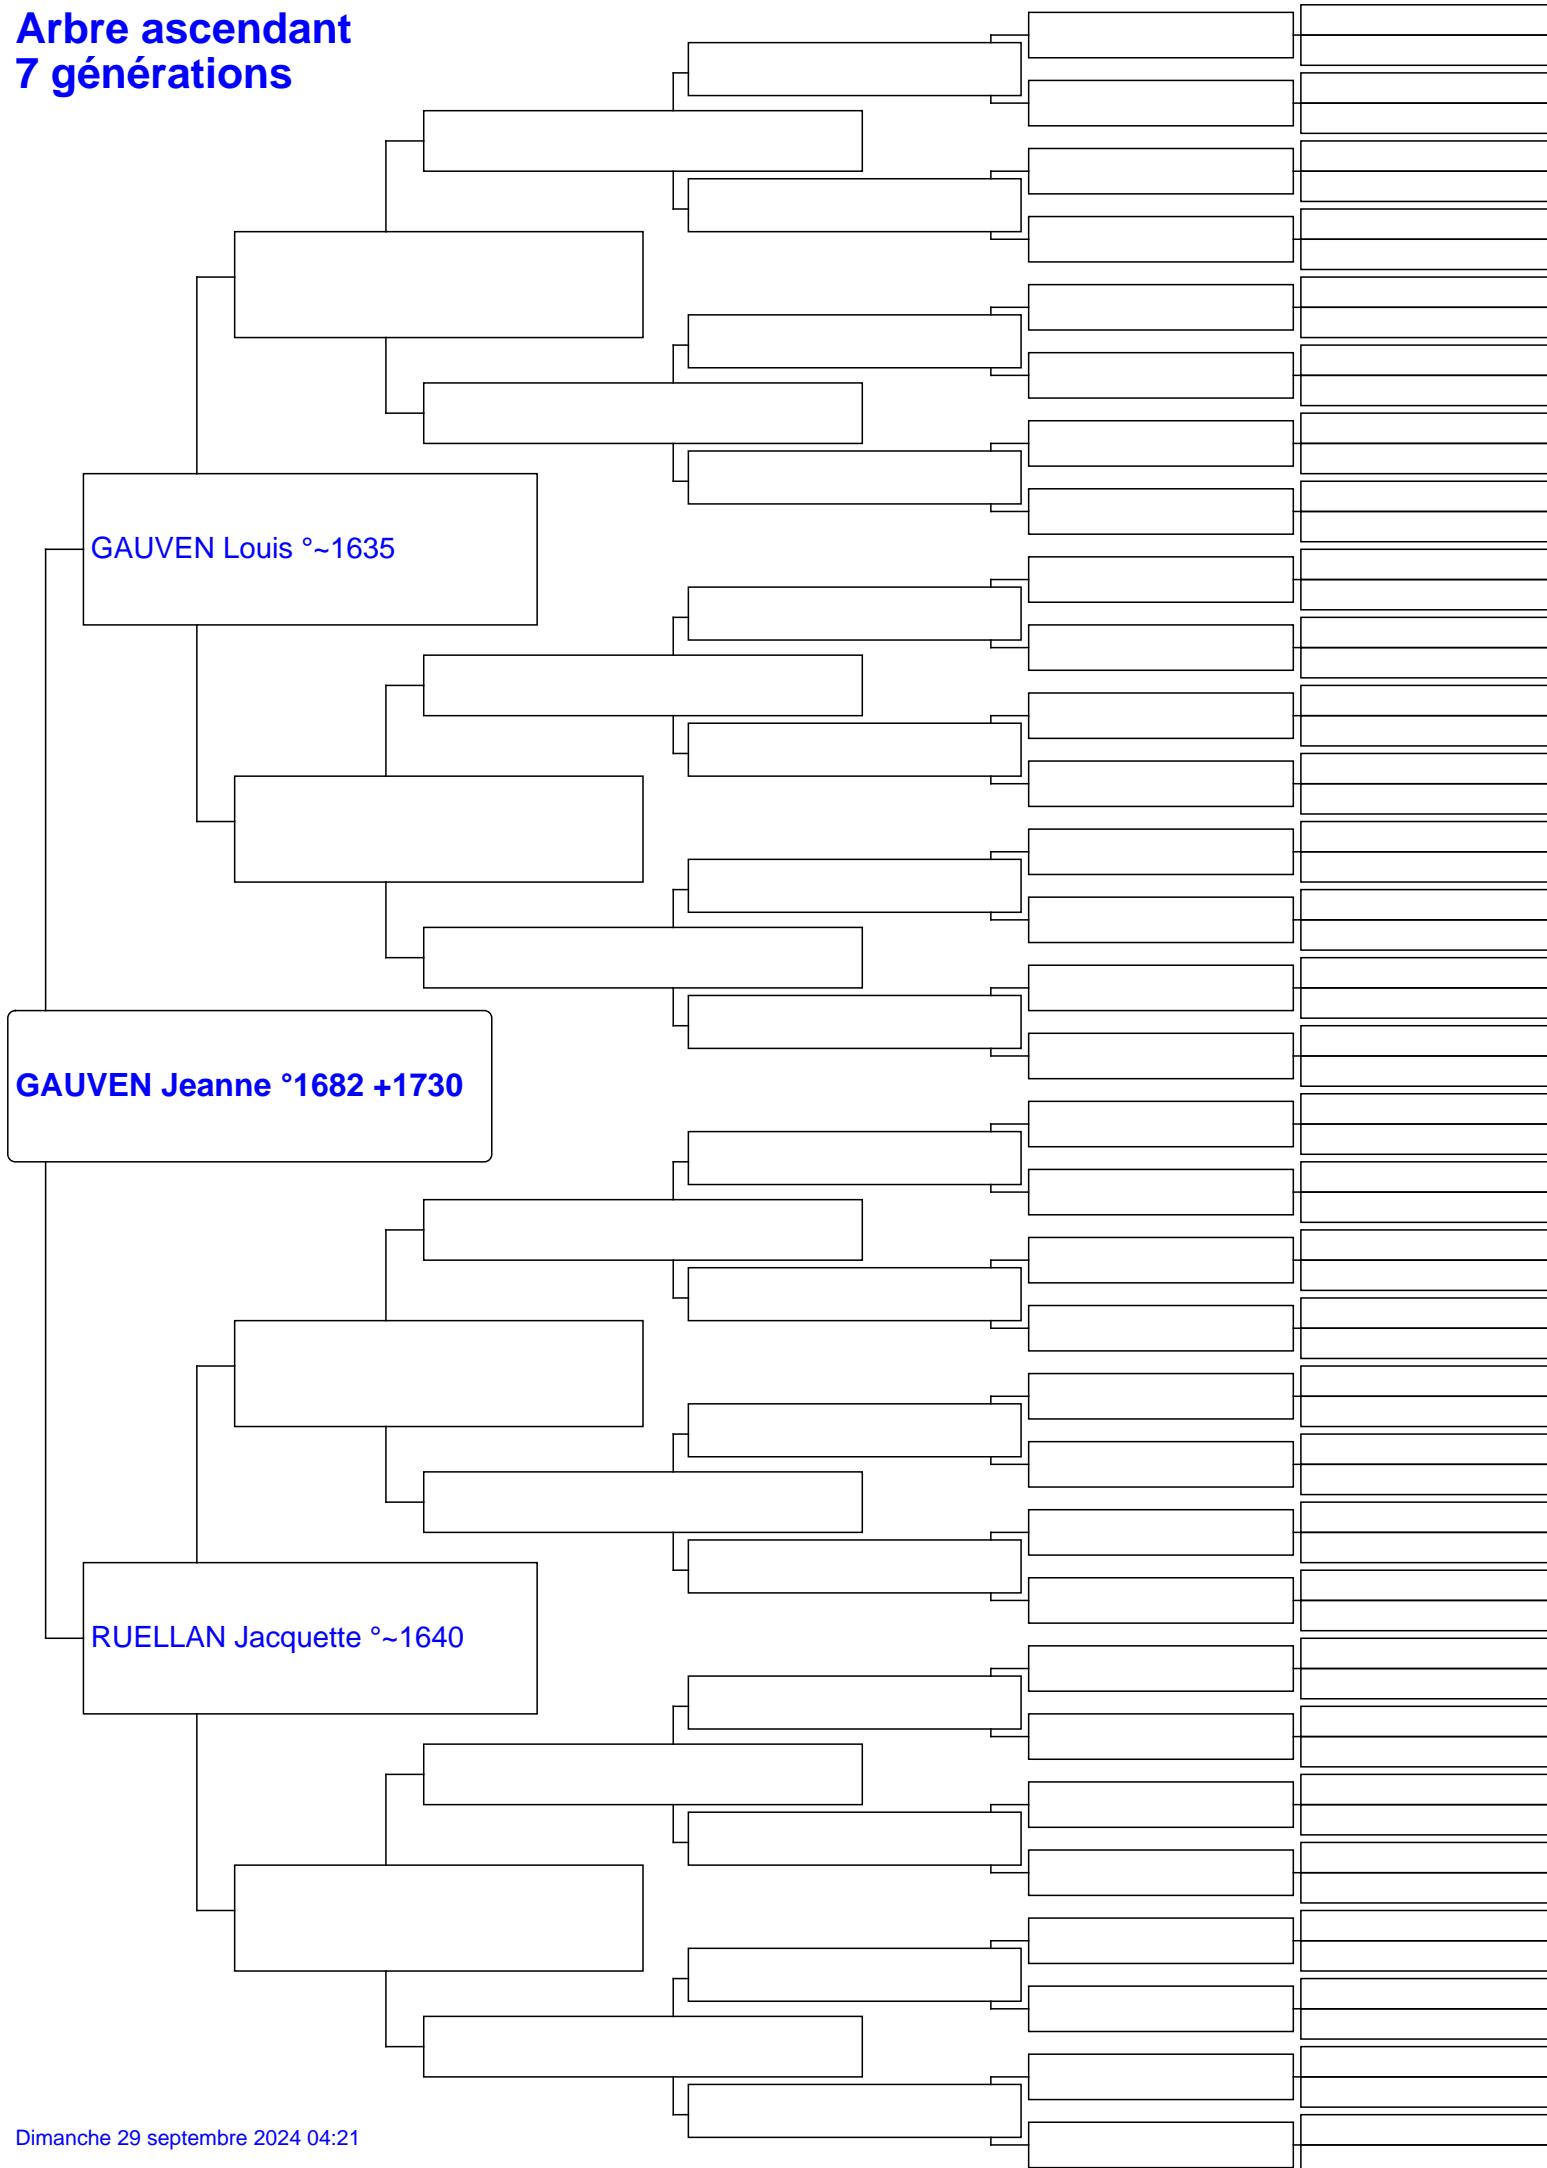 Arbre ascendant
7 générations
GAUVEN Louis °~1635
GAUVEN Jeanne °1682 +1730
RUELLAN Jacquette °~1640
Dimanche 29 septembre 2024 04:21